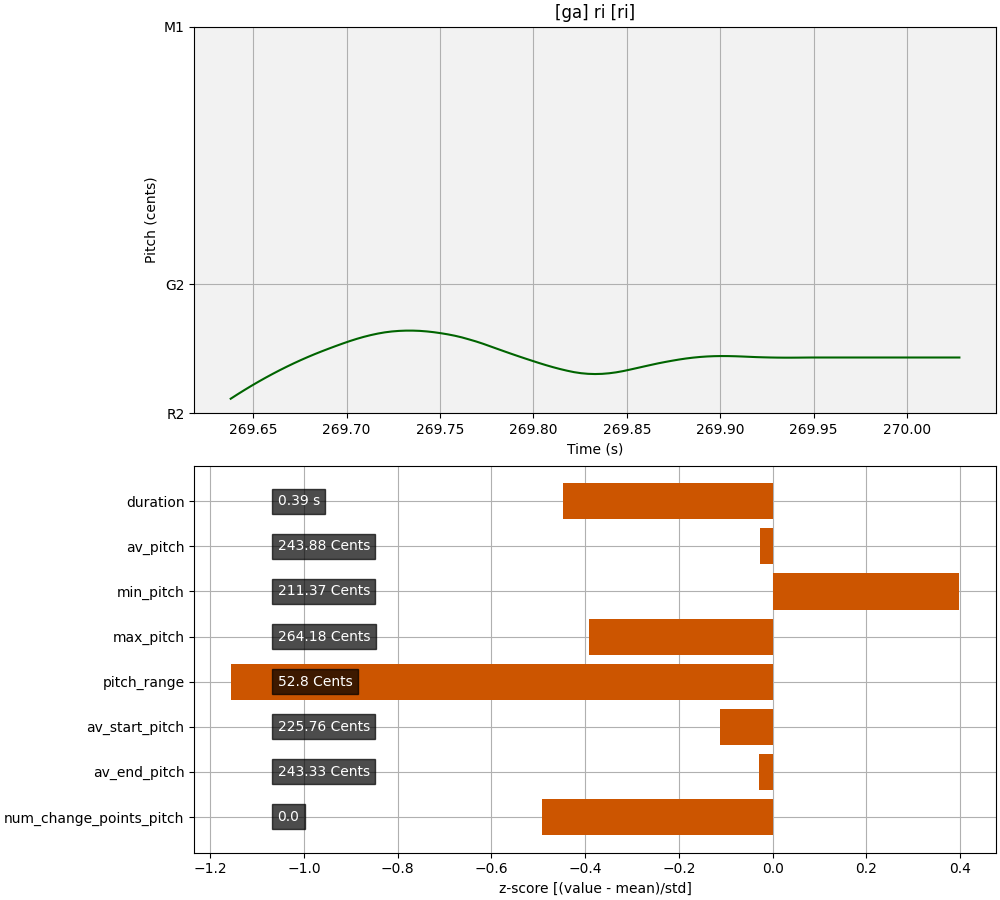 [ga] ri [ri]
M1
G2
R2
Pitch (cents)
269.65 269.70 269.75 269.80 269.85 269.90 269.95 270.00
Time (s)
duration 0.39 s
av_pitch 243.88 Cents
min_pitch 211.37 Cents
max_pitch 264.18 Cents
pitch_range 52.8 Cents
av_start_pitch 225.76 Cents
av_end_pitch 243.33 Cents
num_change_points_pitch 0.0
−1.2 −1.0 −0.8 −0.6 −0.4 −0.2 0.0 0.2 0.4
z-score [(value - mean)/std]